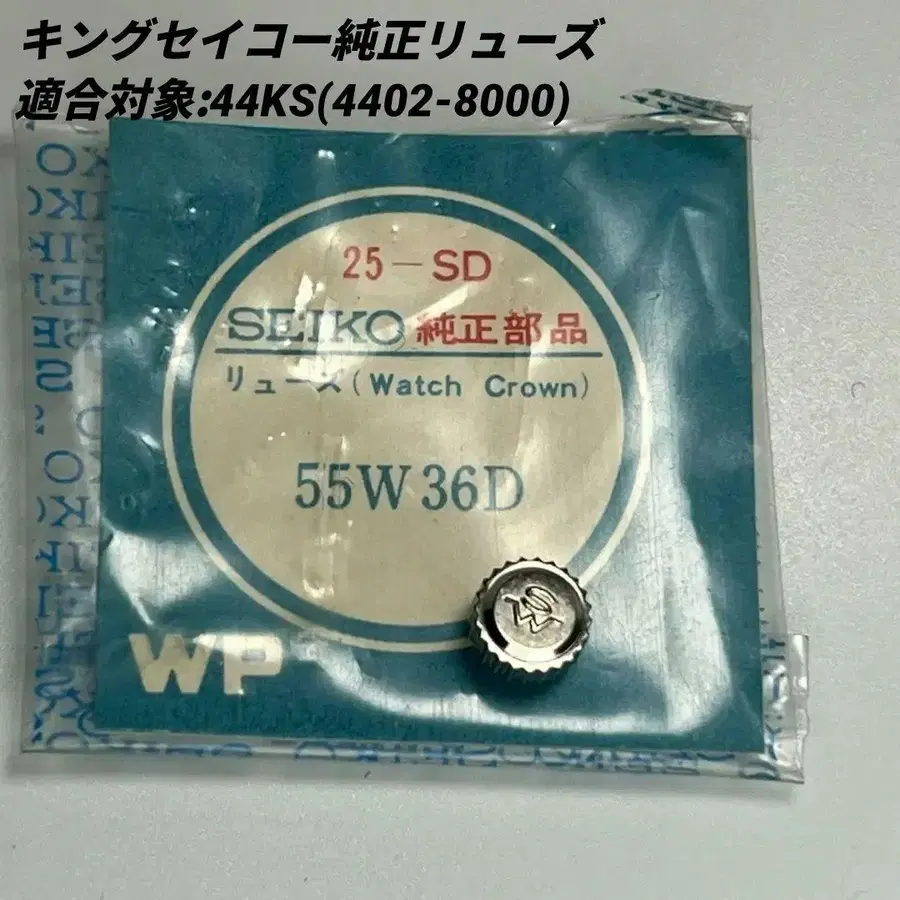 キングセイコー純正リューズ
適合対象:44KS(4402-8000)
25-SD
SEIKO 純正部品
リューズ(Watch Crown)
55W36D
WP